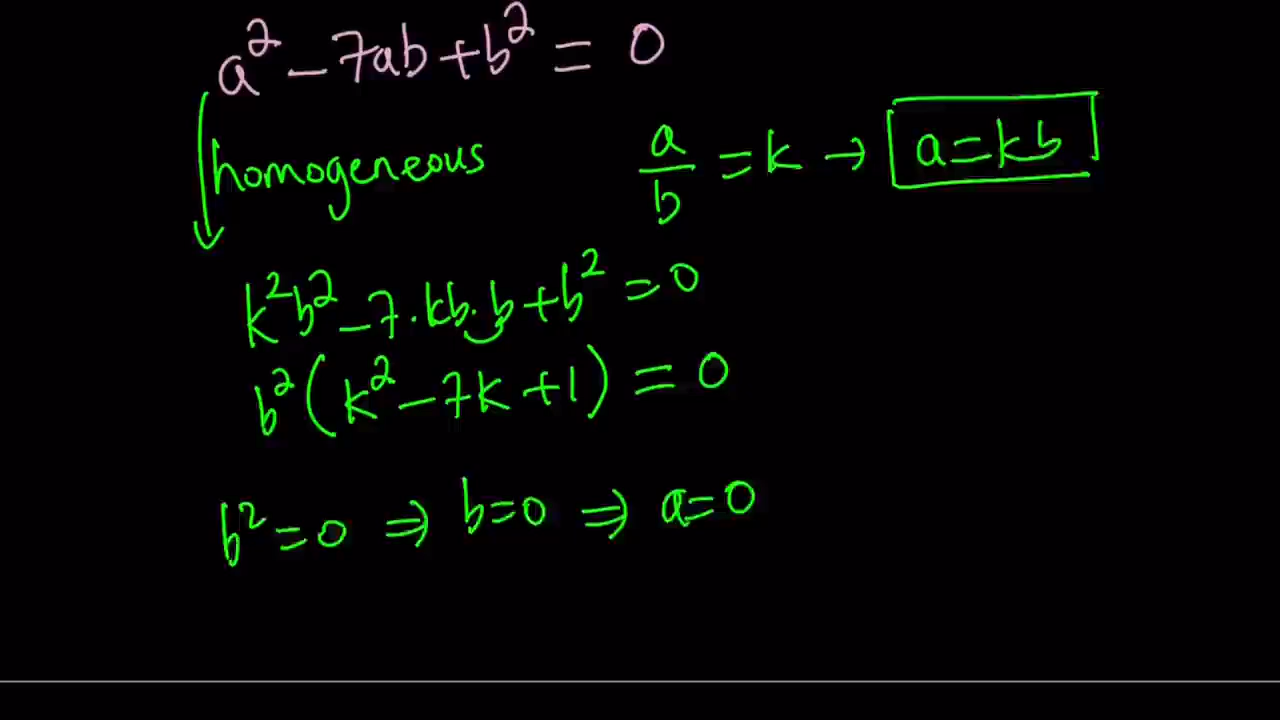 a² - 7ab + b² = 0
homogeneous
a/b = k → a = kb
k²b² - 7·kb·b + b² = 0
b²(k² - 7k + 1) = 0
b² = 0 ⇒ b = 0 ⇒ a = 0